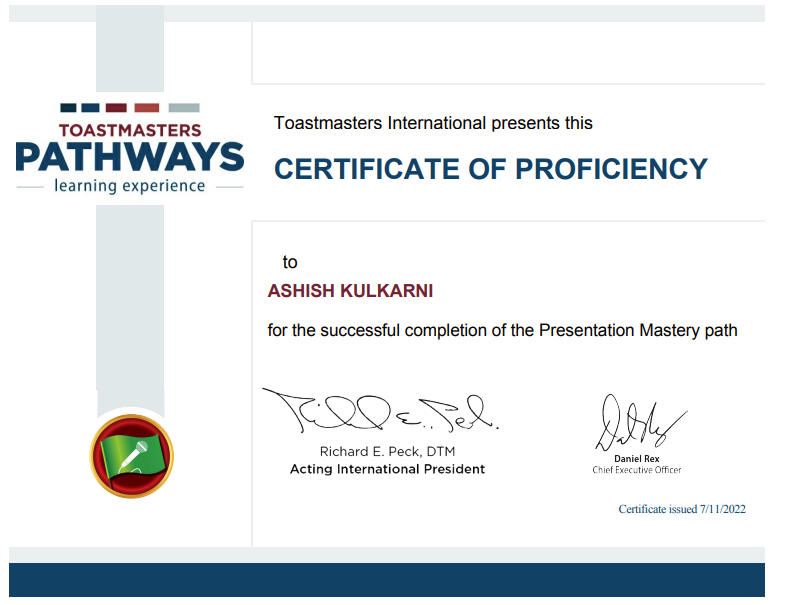 TOASTMASTERS
PATHWAYS
learning experience
Toastmasters International presents this
CERTIFICATE OF PROFICIENCY
to
ASHISH KULKARNI
for the successful completion of the Presentation Mastery path
Richard E. Peck, DTM
Acting International President
Daniel Rex
Chief Executive Officer
Certificate issued 7/11/2022